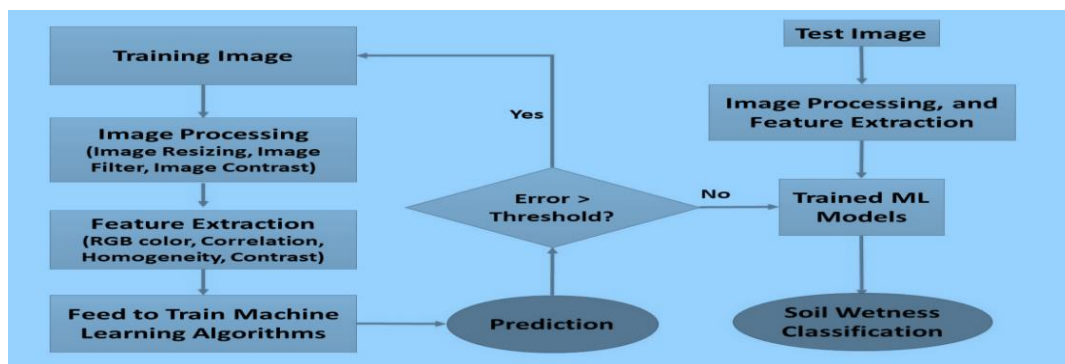 Training Image
Image Processing
(Image Resizing, Image
Filter, Image Contrast)
Feature Extraction
(RGB color, Correlation,
Homogeneity, Contrast)
Feed to Train Machine
Learning Algorithms
Prediction
Error >
Threshold?
Yes
No
Test Image
Image Processing, and
Feature Extraction
Trained ML
Models
Soil Wetness
Classification